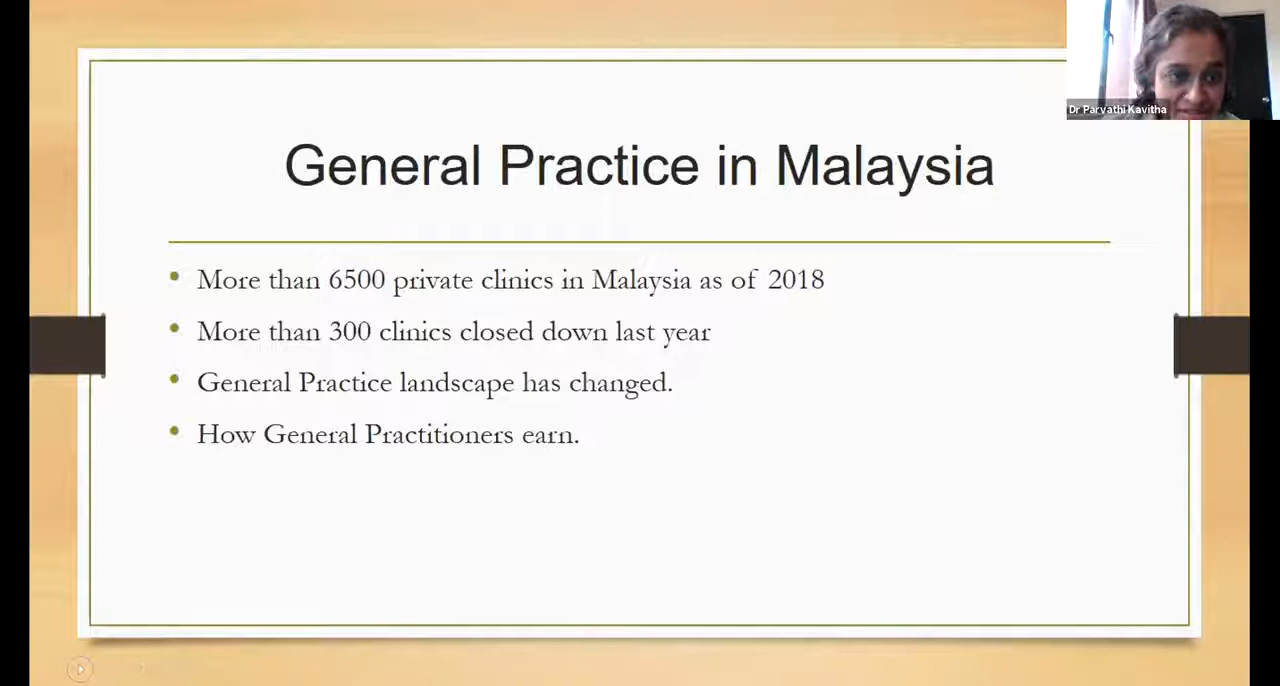 Dr Parvathi Kavitha
General Practice in Malaysia
More than 6500 private clinics in Malaysia as of 2018
More than 300 clinics closed down last year
General Practice landscape has changed.
How General Practitioners earn.